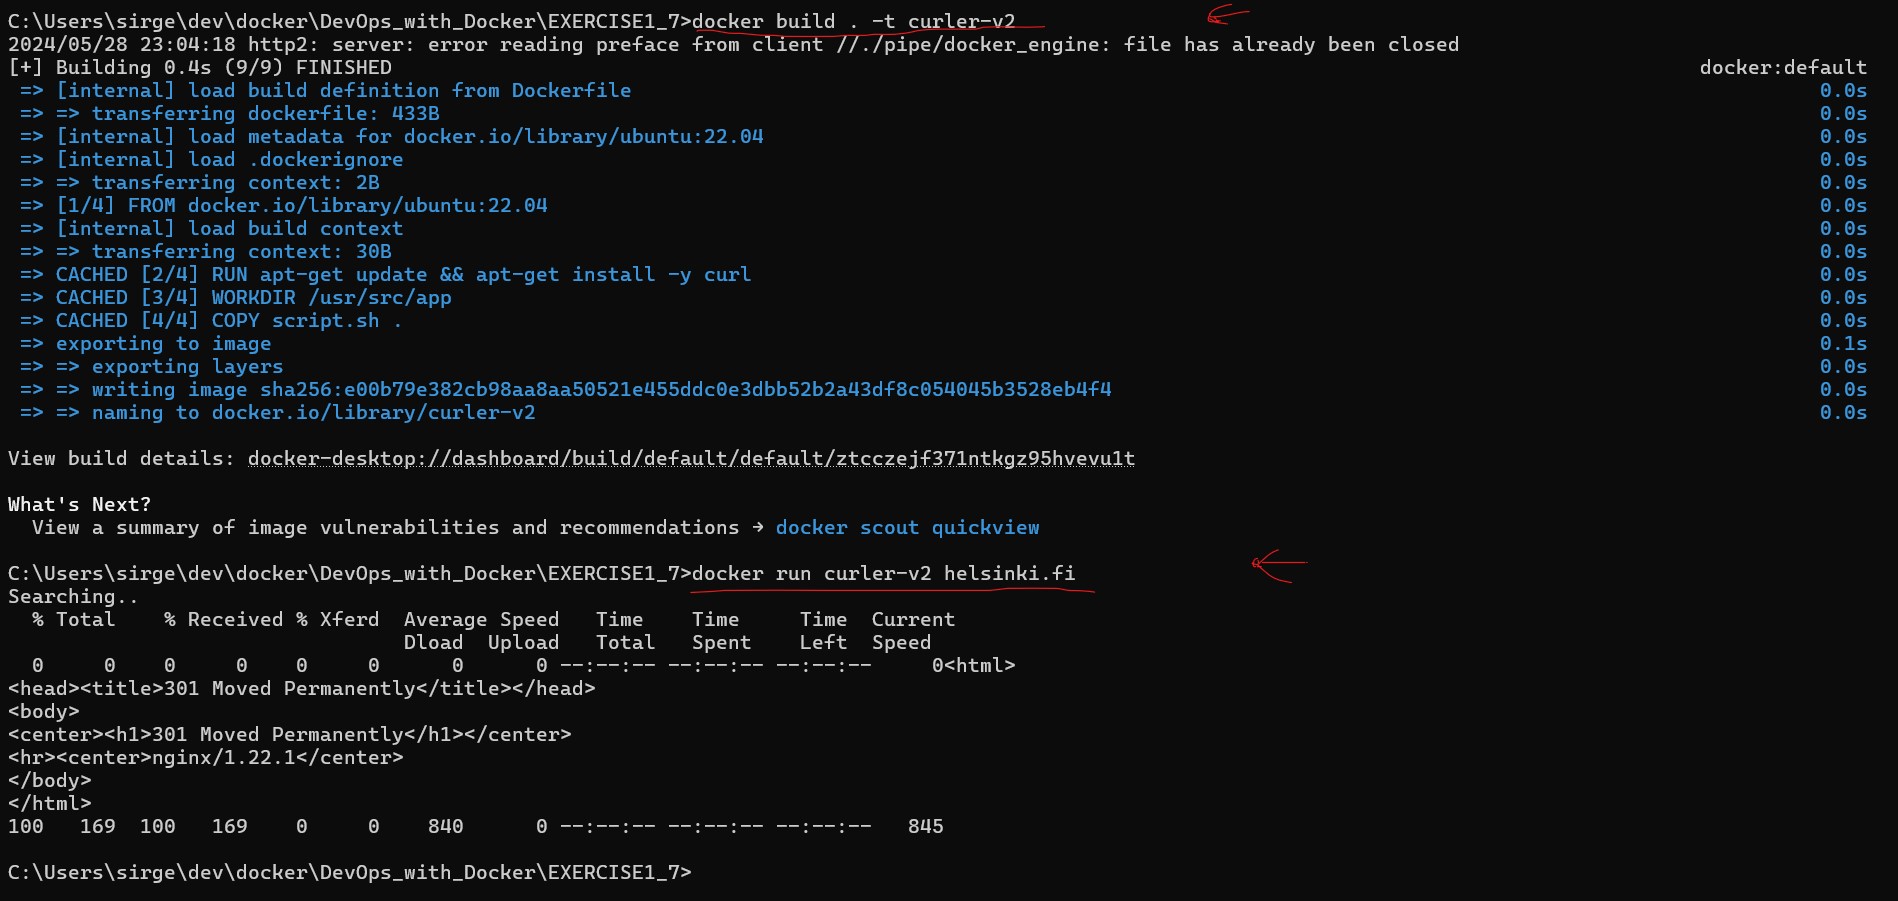 C:\Users\sirge\dev\docker\DevOps_with_Docker\EXERCISE1_7>docker build . -t curler-v2
2024/05/28 23:04:18 http2: server: error reading preface from client //./pipe/docker_engine: file has already been closed
[+] Building 0.4s (9/9) FINISHED docker:default
=> [internal] load build definition from Dockerfile 0.0s
=> => transferring dockerfile: 433B 0.0s
=> [internal] load metadata for docker.io/library/ubuntu:22.04 0.0s
=> [internal] load .dockerignore 0.0s
=> => transferring context: 2B 0.0s
=> [1/4] FROM docker.io/library/ubuntu:22.04 0.0s
=> [internal] load build context 0.0s
=> => transferring context: 30B 0.0s
=> CACHED [2/4] RUN apt-get update && apt-get install -y curl 0.0s
=> CACHED [3/4] WORKDIR /usr/src/app 0.0s
=> CACHED [4/4] COPY script.sh . 0.0s
=> exporting to image 0.1s
=> => exporting layers 0.0s
=> => writing image sha256:e00b79e382cb98aa8aa50521e455ddc0e3dbb52b2a43df8c054045b3528eb4f4 0.0s
=> => naming to docker.io/library/curler-v2 0.0s
View build details: docker-desktop://dashboard/build/default/default/ztcczejf371ntkgz95hvevu1t
What's Next?
View a summary of image vulnerabilities and recommendations → docker scout quickview
C:\Users\sirge\dev\docker\DevOps_with_Docker\EXERCISE1_7>docker run curler-v2 helsinki.fi
Searching..
% Total % Received % Xferd Average Speed Time Time Time Current
Dload Upload Total Spent Left Speed
0 0 0 0 0 0 0 0 --:--:-- --:--:-- --:--:-- 0<html>
<head><title>301 Moved Permanently</title></head>
<body>
<center><h1>301 Moved Permanently</h1></center>
<hr><center>nginx/1.22.1</center>
</body>
</html>
100 169 100 169 0 0 840 0 --:--:-- --:--:-- --:--:-- 845
C:\Users\sirge\dev\docker\DevOps_with_Docker\EXERCISE1_7>